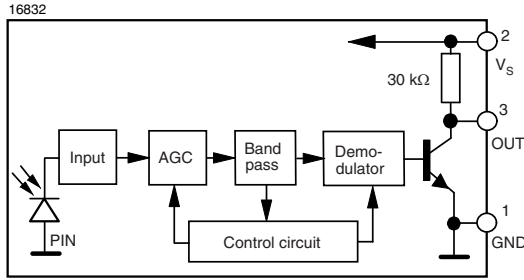 16832
2
V_S
30 kΩ
3
OUT
Input
AGC
Band
pass
Demo-
dulator
1
GND
PIN
Control circuit